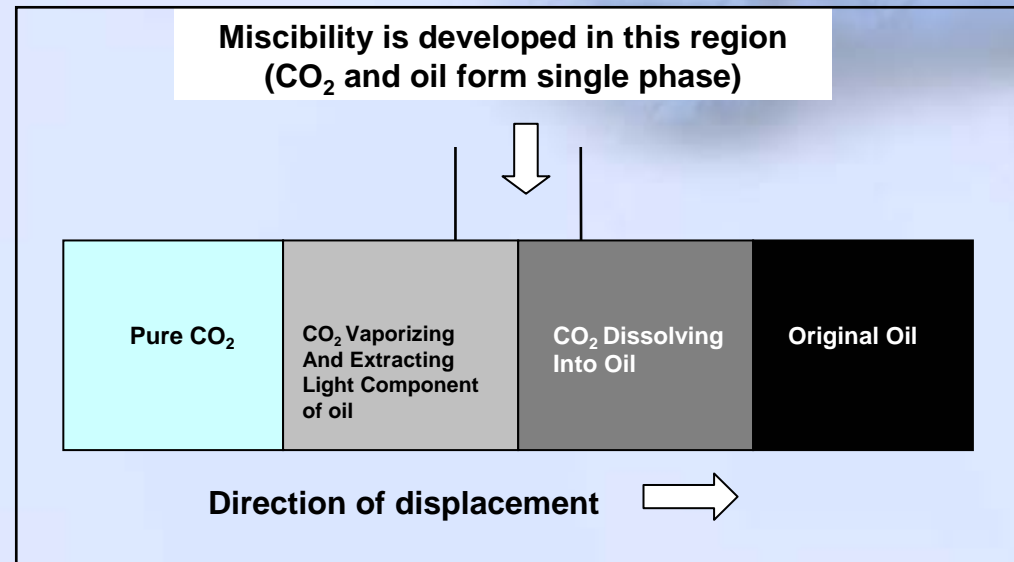 Miscibility is developed in this region
(CO₂ and oil form single phase)
Pure CO₂
CO₂ Vaporizing
And Extracting
Light Component
of oil
CO₂ Dissolving
Into Oil
Original Oil
Direction of displacement